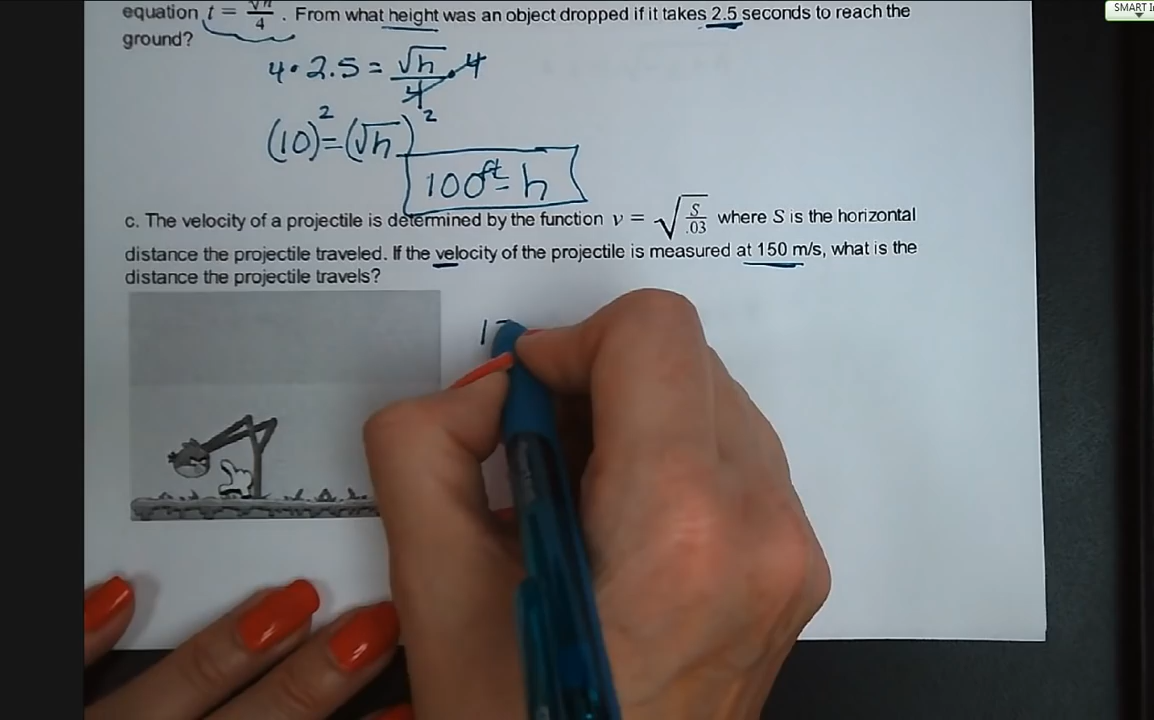 equation t = √h/4 . From what height was an object dropped if it takes 2.5 seconds to reach the
ground?
4 • 2.5 = √h/4 • 4
(10)² = (√h)²
100 ft = h
c. The velocity of a projectile is determined by the function v = √(S/.03) where S is the horizontal
distance the projectile traveled. If the velocity of the projectile is measured at 150 m/s, what is the
distance the projectile travels?
SMART